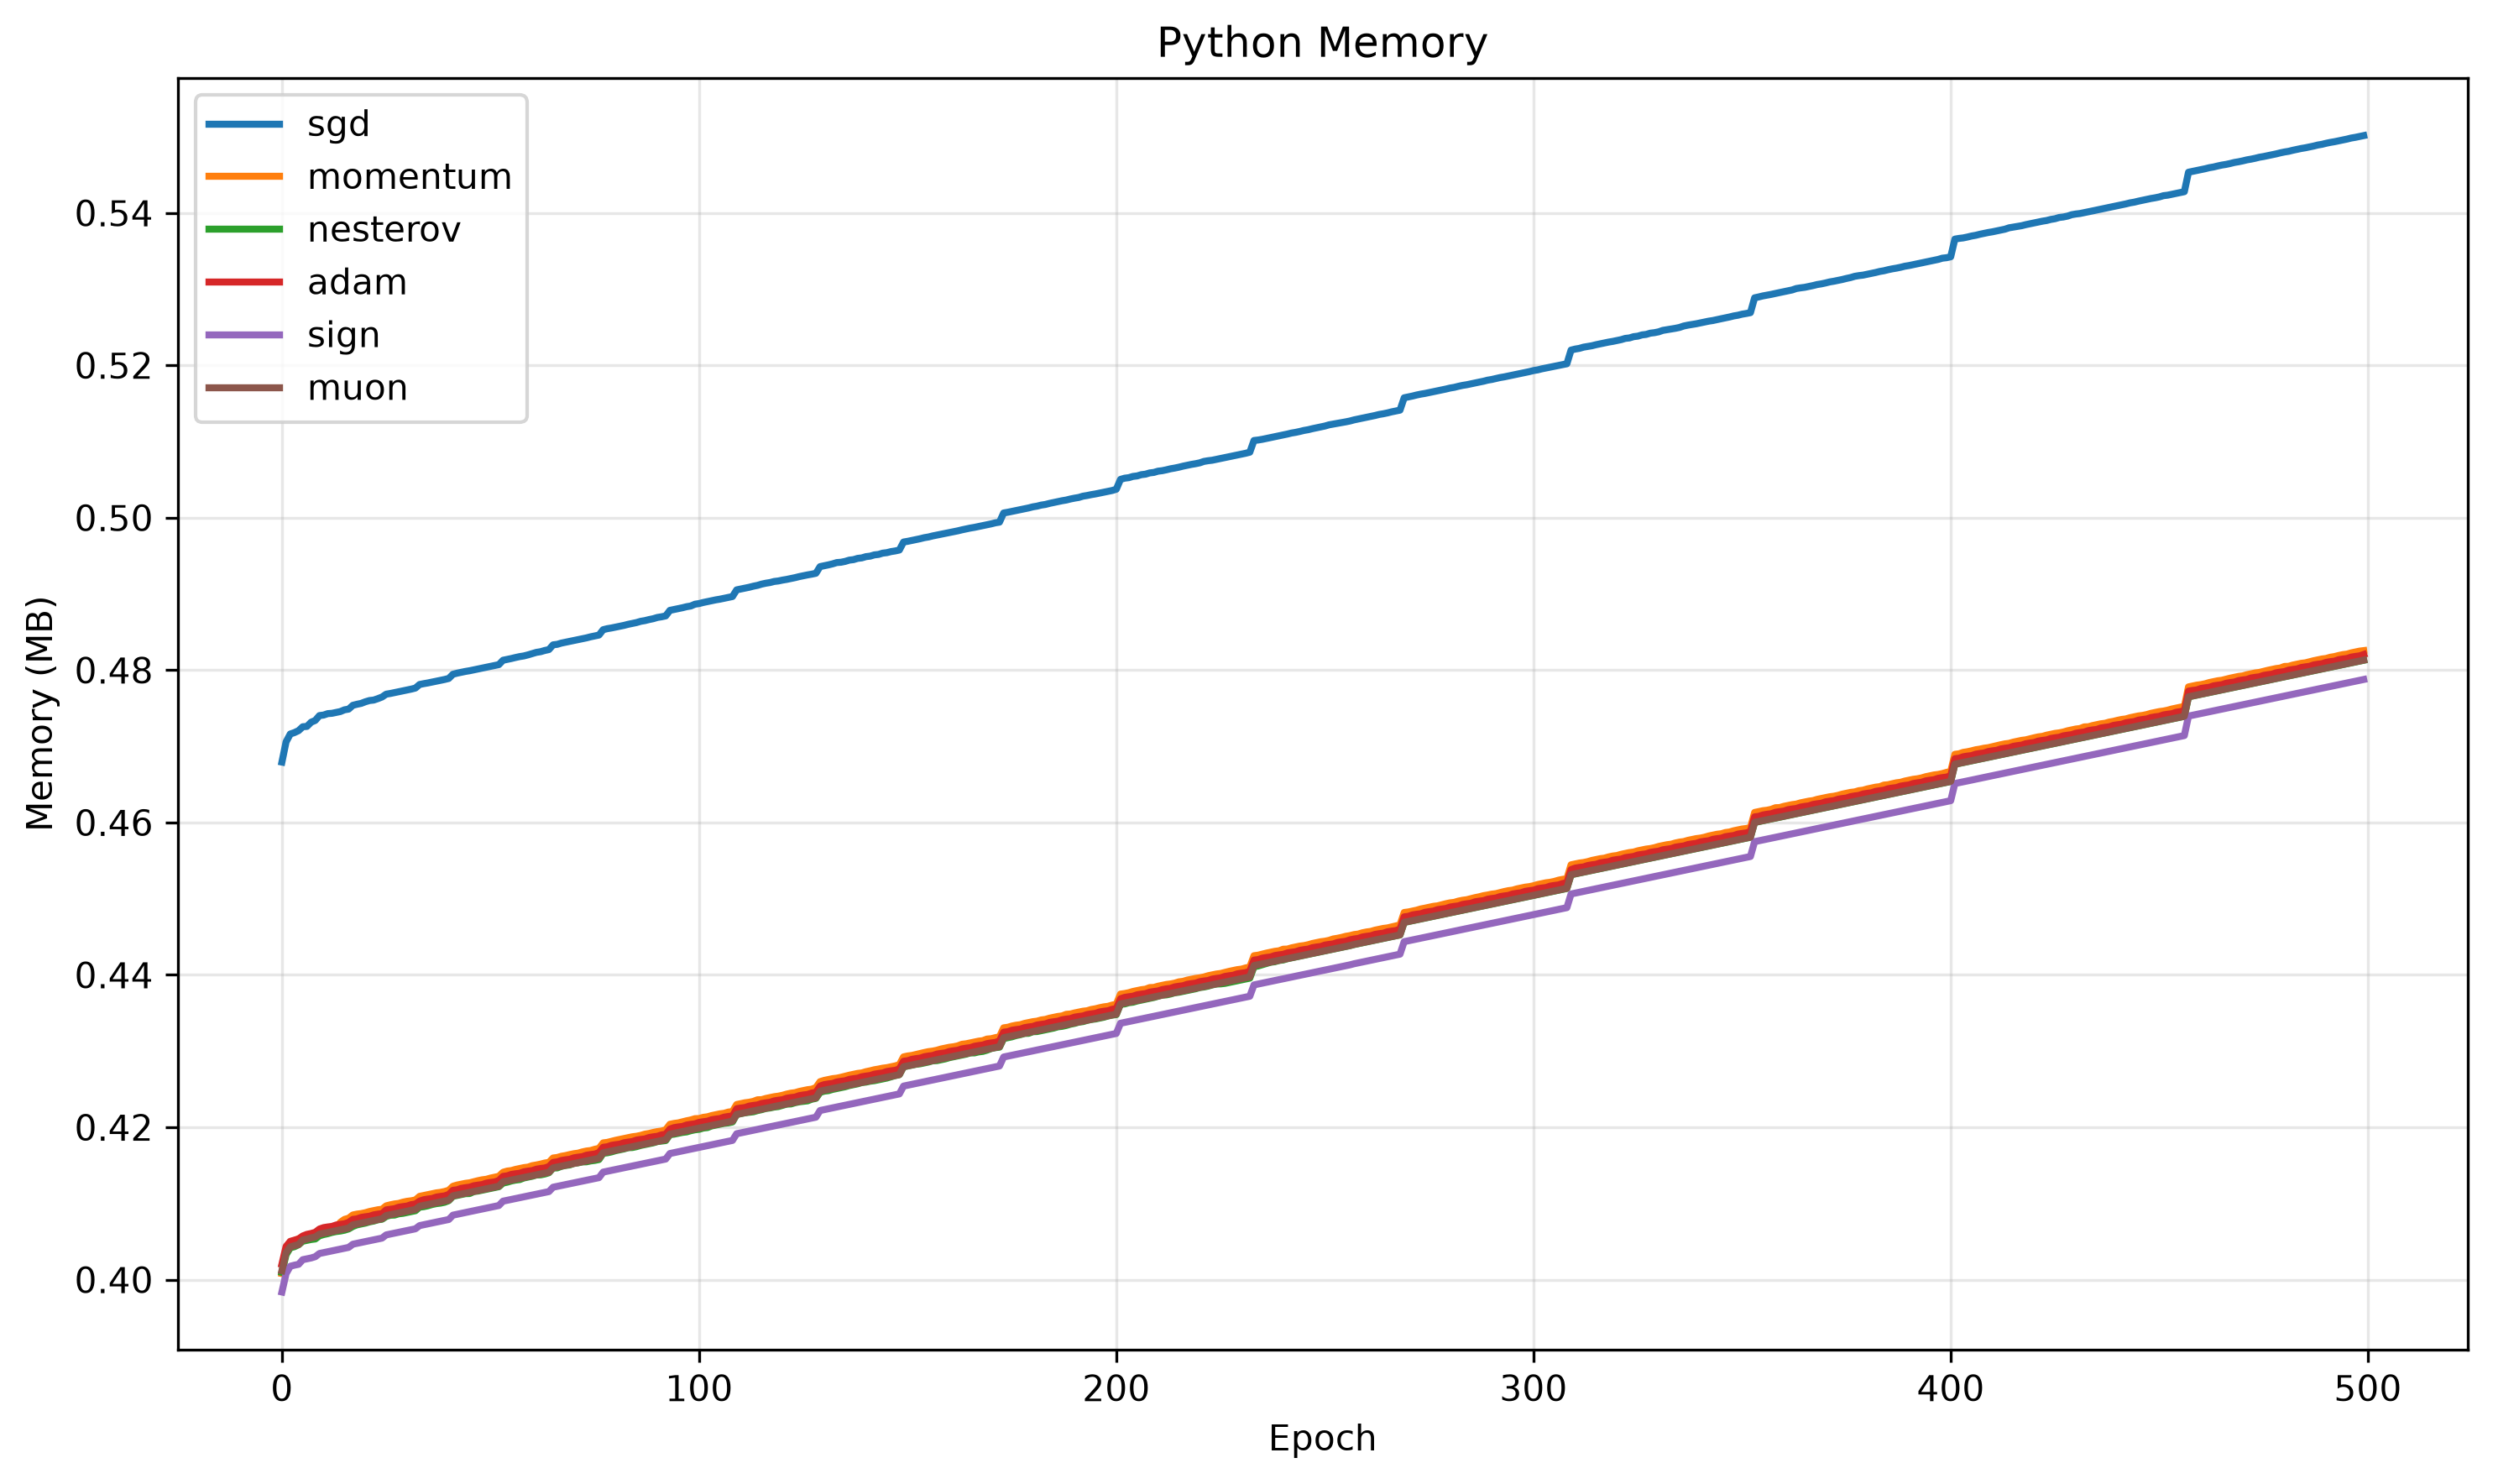 Python Memory
sgd
momentum
nesterov
adam
sign
muon
0.54
0.52
0.50
0.48
0.46
0.44
0.42
0.40
Memory (MB)
0 100 200 300 400 500
Epoch